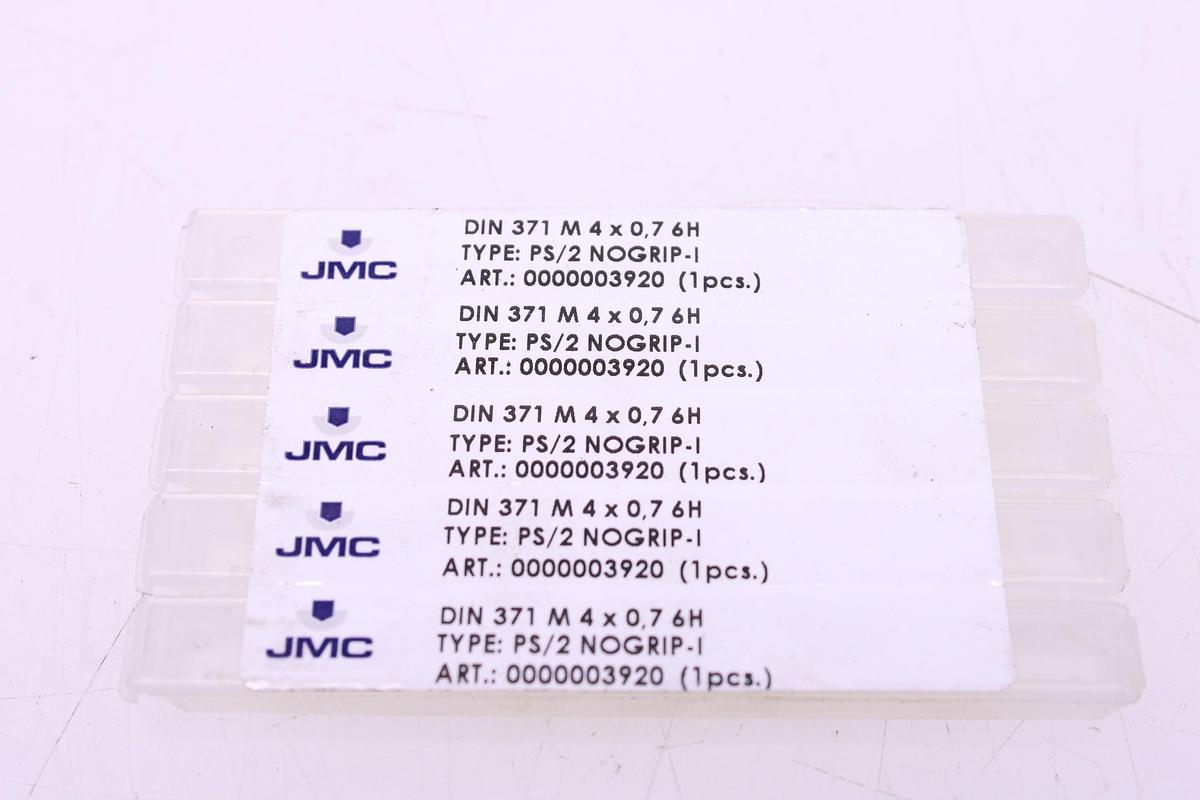 DIN 371 M 4 x 0,7 6H
TYPE: PS/2 NOGRIP-I
JMC
ART.: 0000003920 (1pcs.)
DIN 371 M 4 x 0,7 6H
TYPE: PS/2 NOGRIP-I
JMC
ART.: 0000003920 (1pcs.)
DIN 371 M 4 x 0,7 6H
TYPE: PS/2 NOGRIP-I
JMC
ART.: 0000003920 (1pcs.)
DIN 371 M 4 x 0,7 6H
TYPE: PS/2 NOGRIP-I
JMC
ART.: 0000003920 (1pcs.)
DIN 371 M 4 x 0,7 6H
TYPE: PS/2 NOGRIP-I
JMC
ART.: 0000003920 (1pcs.)